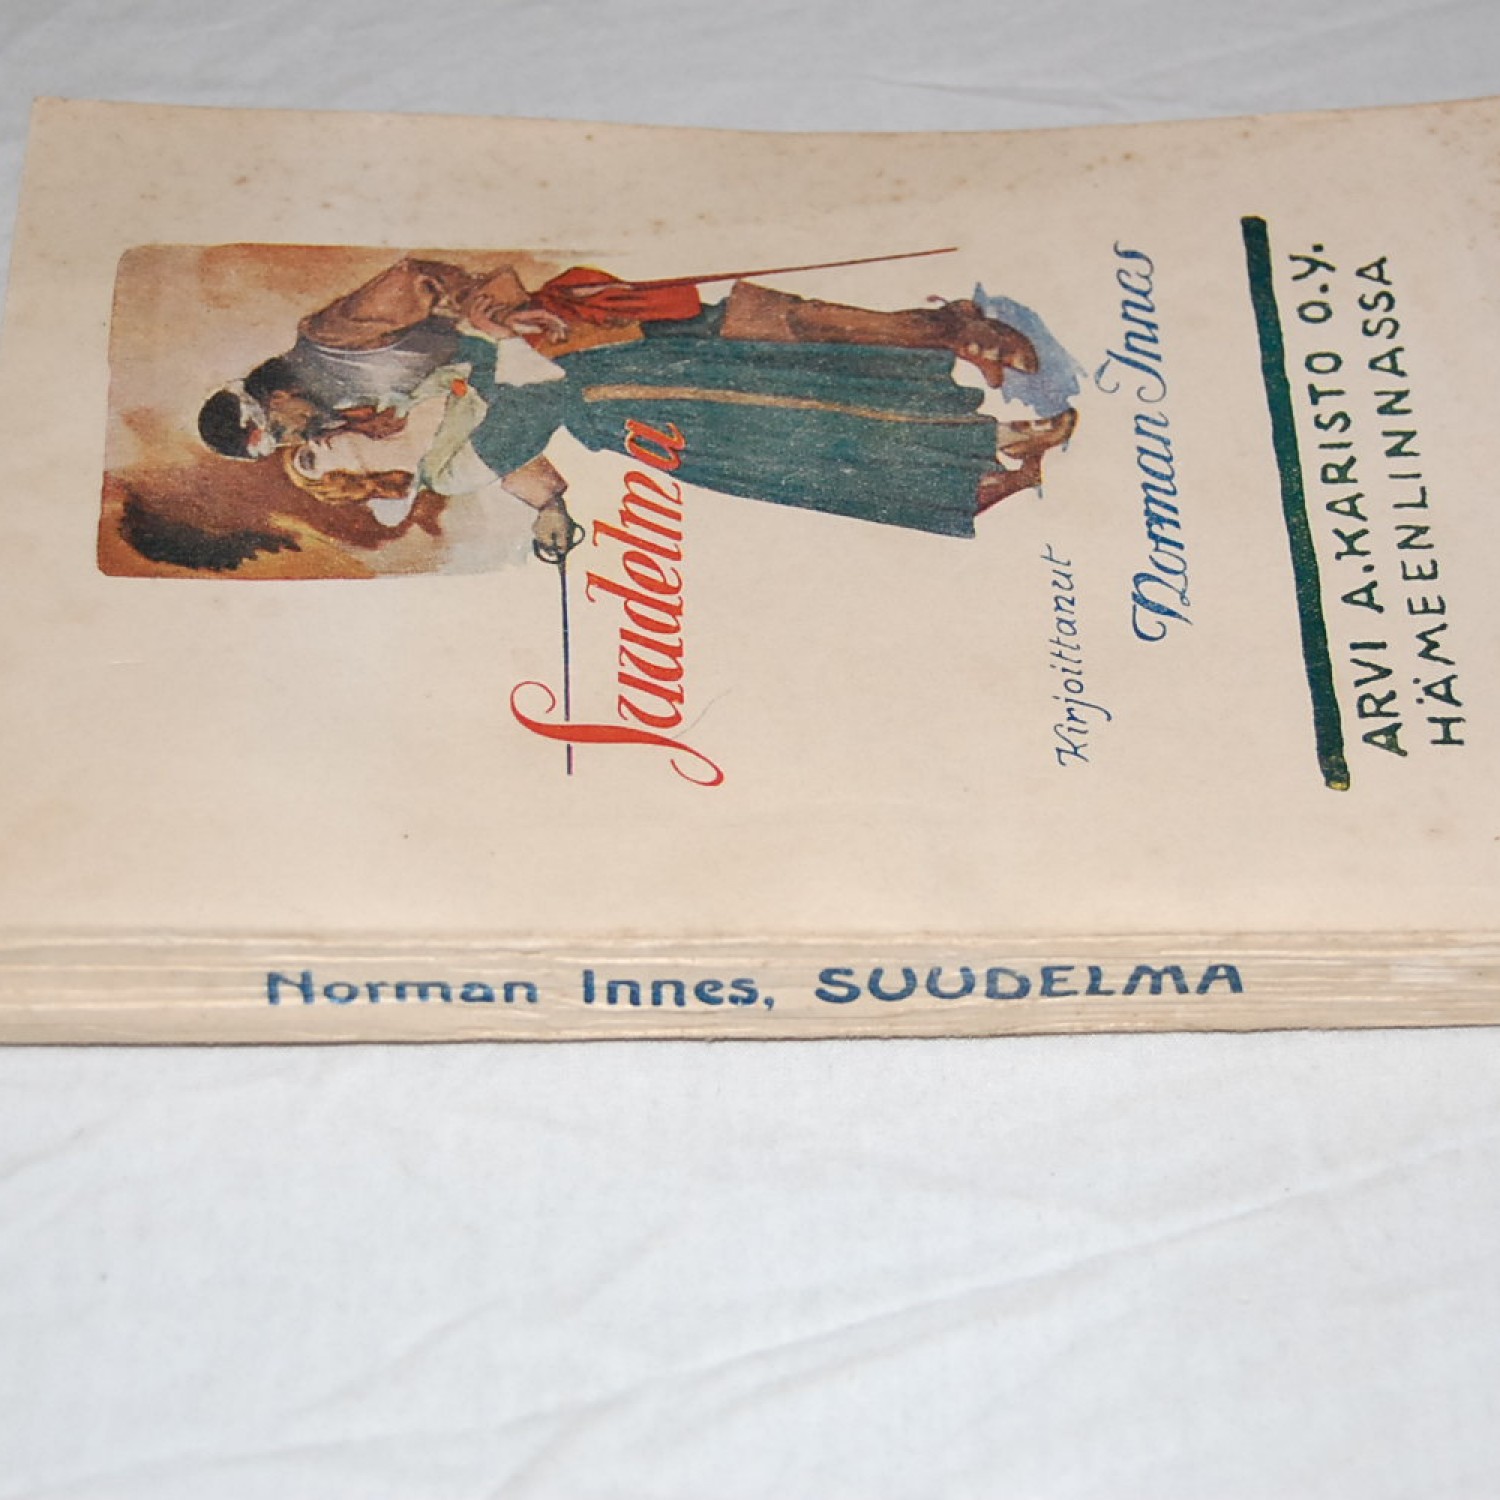 Suudelma
Kirjoittanut
Norman Innes
ARVI A. KARISTO O.Y.
HÄMEENLINNASSA
Norman Innes, SUUDELMA